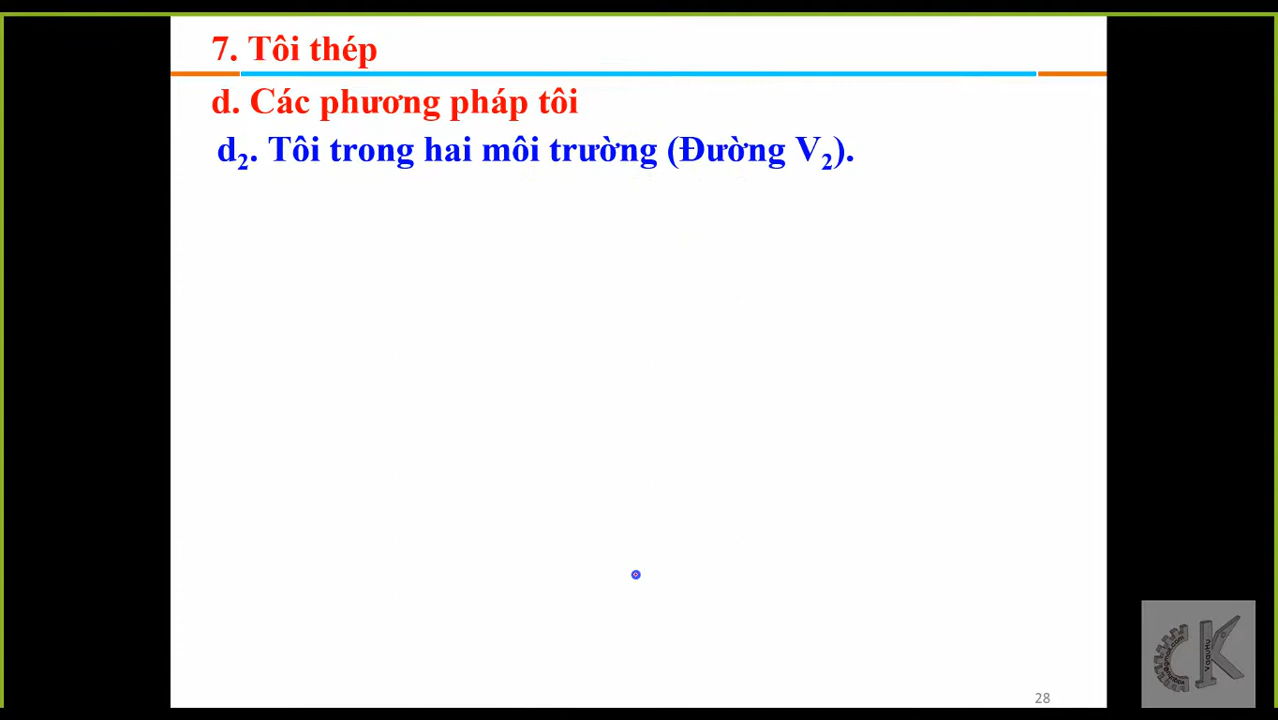 7. Tôi thép
d. Các phương pháp tôi
d₂. Tôi trong hai môi trường (Đường V₂).
28